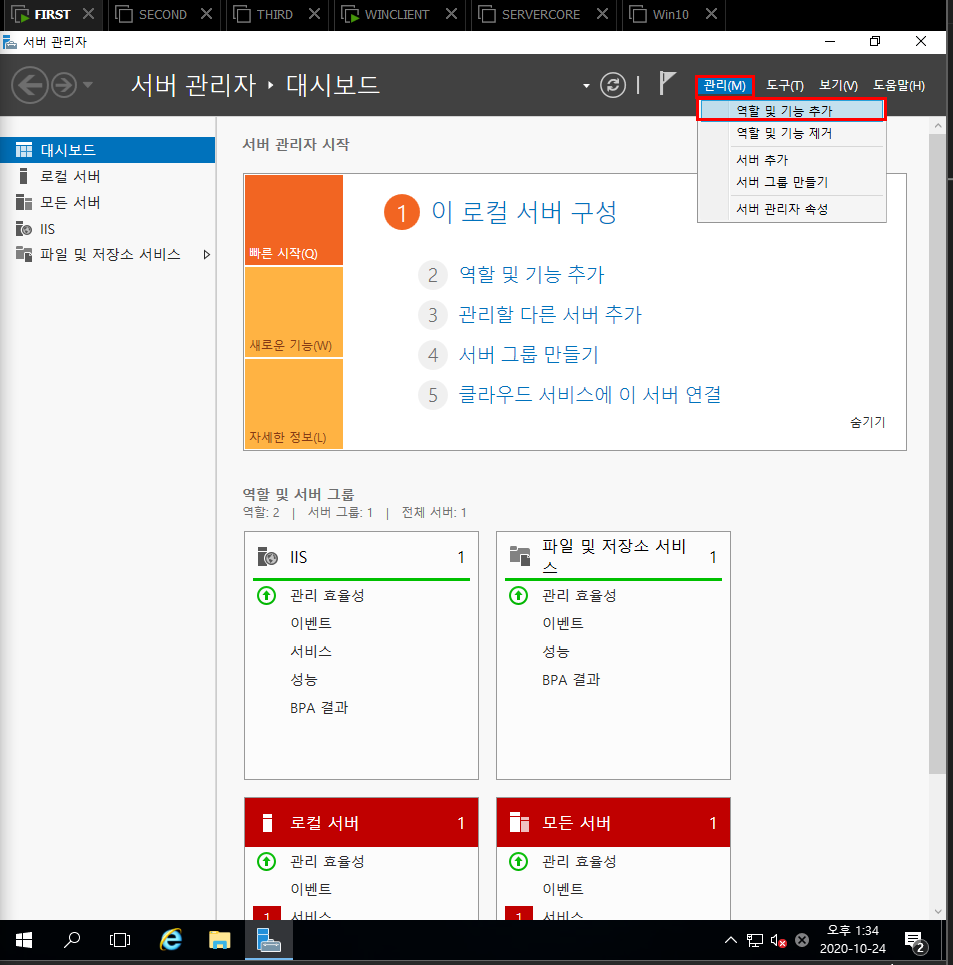 FIRST
SECOND
THIRD
WINCLIENT
SERVERCORE
Win10
서버 관리자
서버 관리자 ‣ 대시보드
관리(M)
도구(T)
보기(V)
도움말(H)
역할 및 기능 추가
역할 및 기능 제거
서버 추가
서버 그룹 만들기
서버 관리자 속성
대시보드
로컬 서버
모든 서버
IIS
파일 및 저장소 서비스
서버 관리자 시작
빠른 시작(Q)
새로운 기능(W)
자세한 정보(L)
1 이 로컬 서버 구성
2 역할 및 기능 추가
3 관리할 다른 서버 추가
4 서버 그룹 만들기
5 클라우드 서비스에 이 서버 연결
숨기기
역할 및 서버 그룹
역할: 2 | 서버 그룹: 1 | 전체 서버: 1
IIS 1
관리 효율성
이벤트
서비스
성능
BPA 결과
파일 및 저장소 서비
스 1
관리 효율성
이벤트
성능
BPA 결과
로컬 서버 1
관리 효율성
이벤트
1 서비스
모든 서버 1
관리 효율성
이벤트
1 서비스
오후 1:34
2020-10-24
2